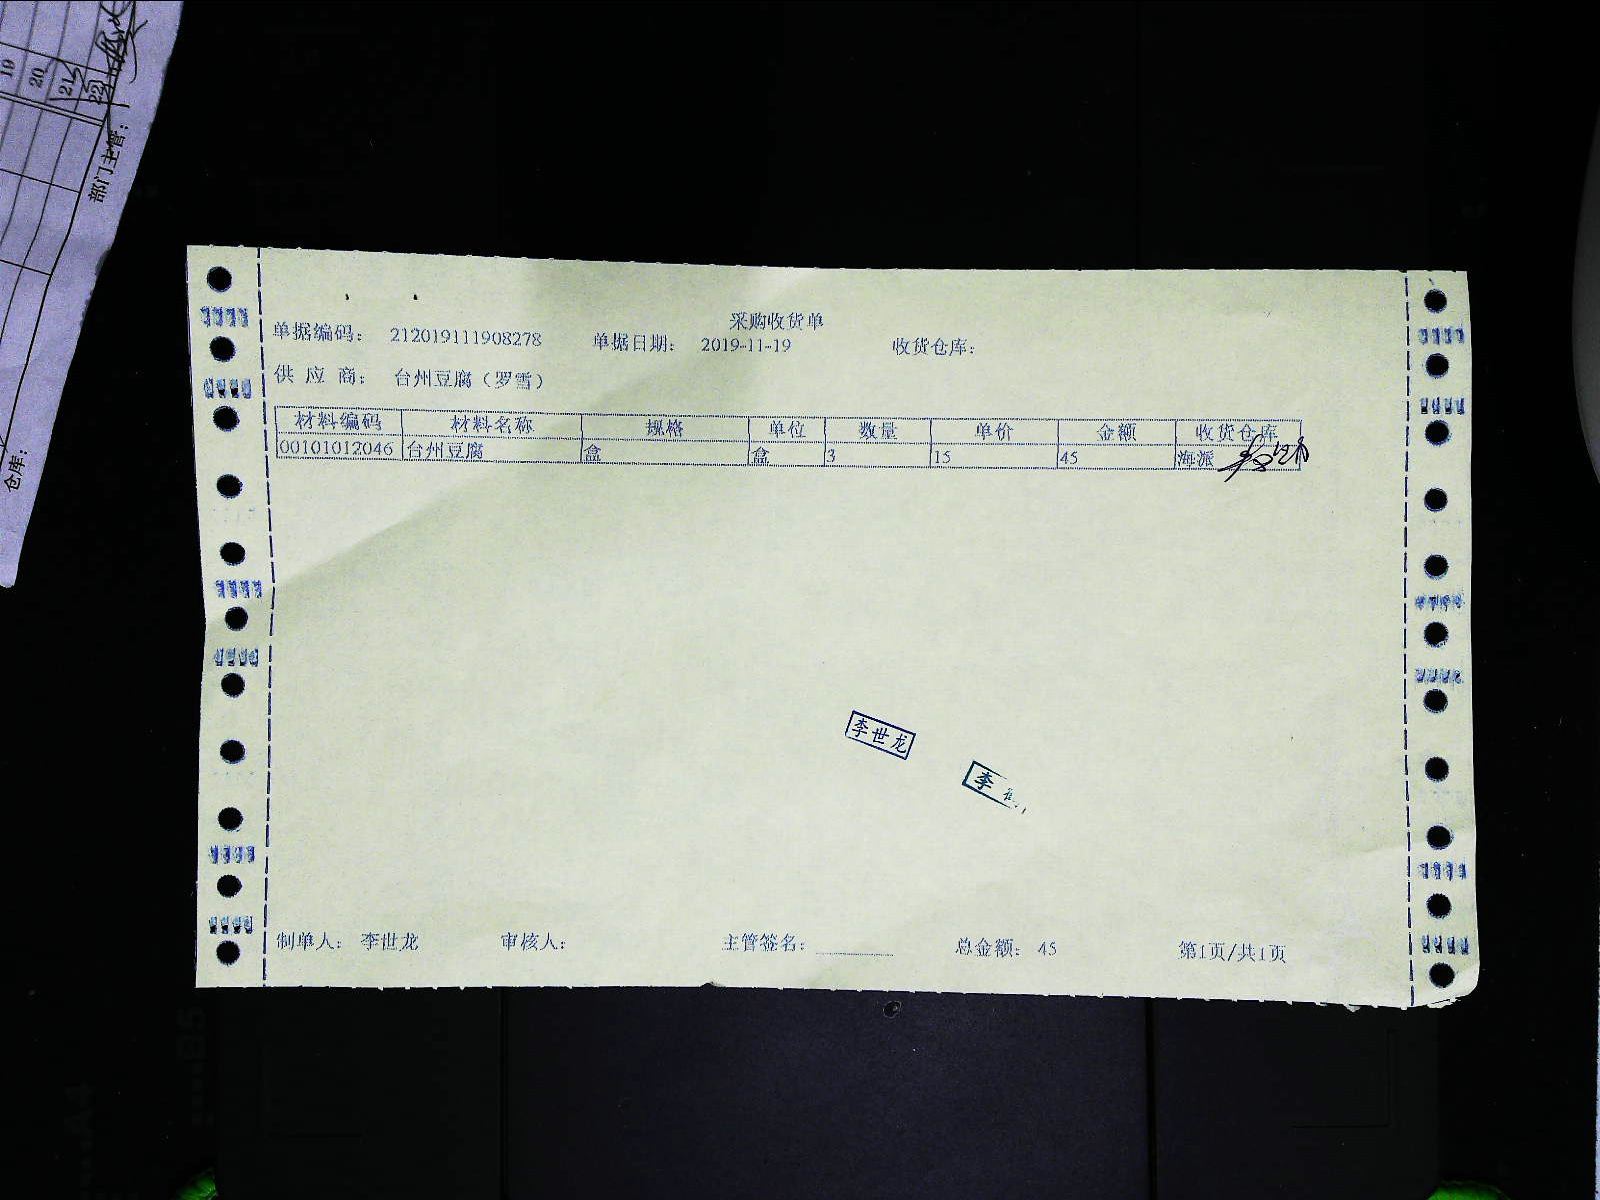 19
20
21
22
部门主管：
仓库：
采购收货单
单据编码： 212019111908278 单据日期： 2019-11-19 收货仓库：
供 应 商： 台州豆腐（罗雪）
材料编码 材料名称 规格 单位 数量 单价 金额 收货仓库
00101012046 台州豆腐 盒 盒 3 15 45 海派
李世龙
李
制单人： 李世龙 审核人： 主管签名： 总金额： 45 第1页/共1页